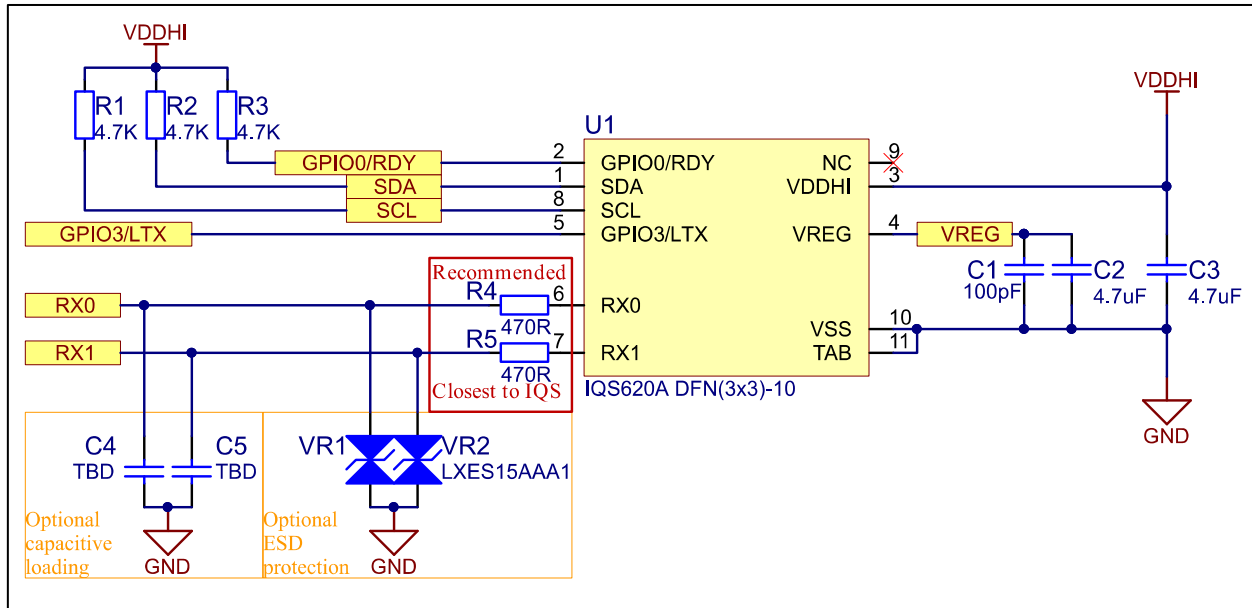 VDDHI
R1
4.7K
R2
4.7K
R3
4.7K
U1
VDDHI
GPIO0/RDY
2
GPIO0/RDY
NC
9
SDA
1
SDA
VDDHI
3
SCL
8
SCL
GPIO3/LTX
5
GPIO3/LTX
VREG
4
VREG
C1
100pF
C2
4.7uF
C3
4.7uF
Recommended
RX0
R4
470R
6
RX0
RX1
R5
470R
7
RX1
Closest to IQS
VSS
10
TAB
11
IQS620A DFN(3x3)-10
GND
C4
TBD
C5
TBD
VR1
VR2
LXES15AAA1
Optional
capacitive
loading
GND
Optional
ESD
protection
GND